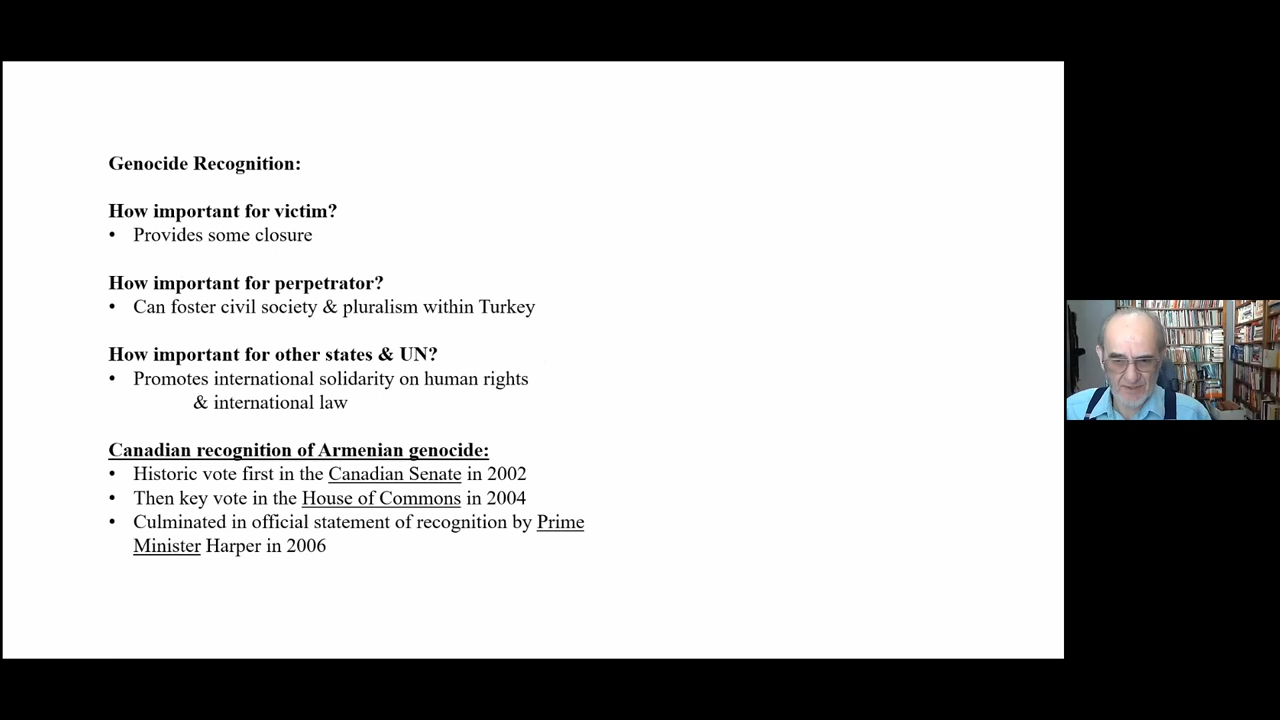 Genocide Recognition:
How important for victim?
• Provides some closure
How important for perpetrator?
• Can foster civil society & pluralism within Turkey
How important for other states & UN?
• Promotes international solidarity on human rights
& international law
Canadian recognition of Armenian genocide:
• Historic vote first in the Canadian Senate in 2002
• Then key vote in the House of Commons in 2004
• Culminated in official statement of recognition by Prime
Minister Harper in 2006